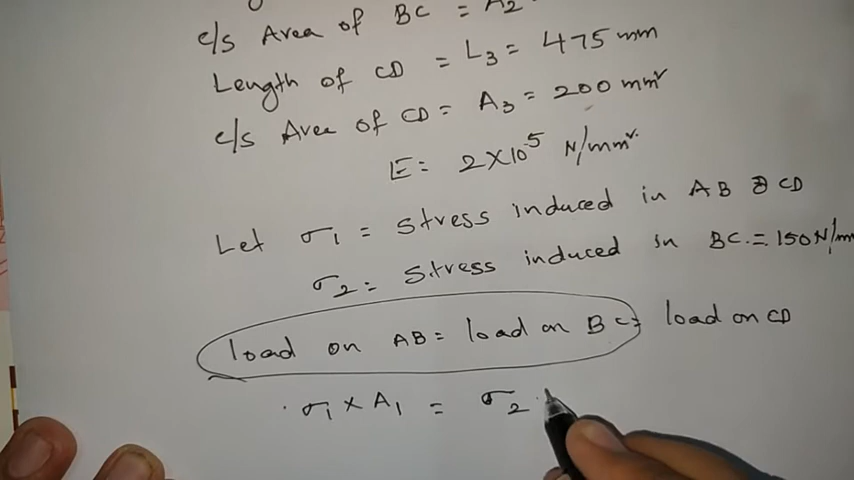 c/s Area of BC = A2
Length of CD = L3 = 475 mm
c/s Area of CD = A3 = 200 mm²
E = 2×10⁻⁵ N/mm²
Let σ1 = Stress induced in AB & CD
σ2 = Stress induced in BC = 150 N/m
load on AB = load on BC = load on CD
σ1 × A1 = σ2